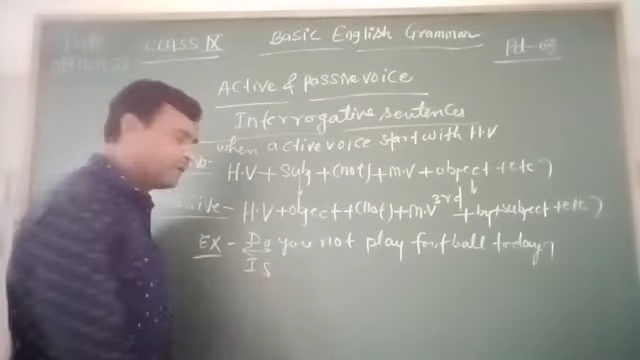 Date CLASS IX Basic English Grammar
Active & passive voice
Interrogative sentences
when a active voice start with H.V
H.V + Sub + (not) + m.V + object + etc ?
H.V + object + (not) + m.V 3rd + by + subject + etc ?
EX - Do you not play football today?
Is